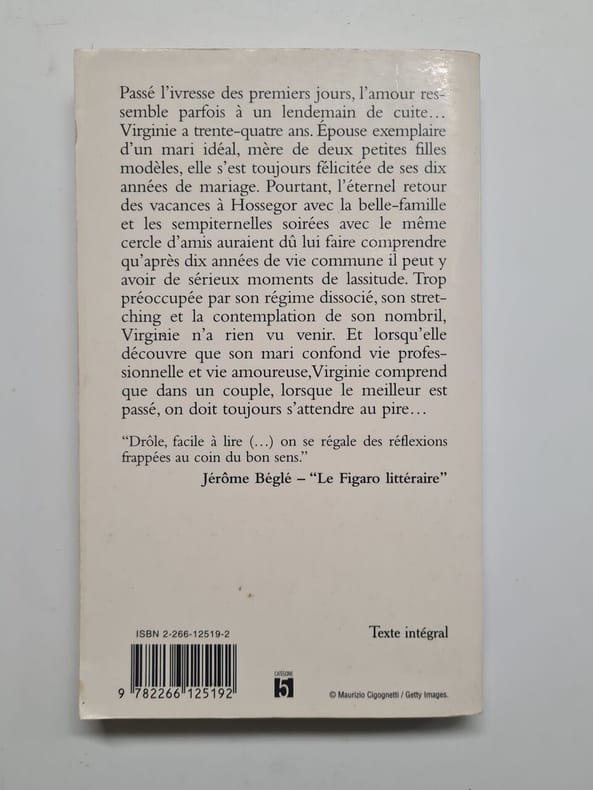 Passé l'ivresse des premiers jours, l'amour res-
semble parfois à un lendemain de cuite...
Virginie a trente-quatre ans. Épouse exemplaire
d'un mari idéal, mère de deux petites filles
modèles, elle s'est toujours félicitée de ses dix
années de mariage. Pourtant, l'éternel retour
des vacances à Hossegor avec la belle-famille
et les sempiternelles soirées avec le même
cercle d'amis auraient dû lui faire comprendre
qu'après dix années de vie commune il peut y
avoir de sérieux moments de lassitude. Trop
préoccupée par son régime dissocié, son stret-
ching et la contemplation de son nombril,
Virginie n'a rien vu venir. Et lorsqu'elle
découvre que son mari confond vie profes-
sionnelle et vie amoureuse,Virginie comprend
que dans un couple, lorsque le meilleur est
passé, on doit toujours s'attendre au pire...
“Drôle, facile à lire (...) on se régale des réflexions
frappées au coin du bon sens.”
Jérôme Béglé – “Le Figaro littéraire”
ISBN 2-266-12519-2
Texte intégral
9 782266 125192
CATÉGORIE
5
© Maurizio Cigognetti / Getty Images.